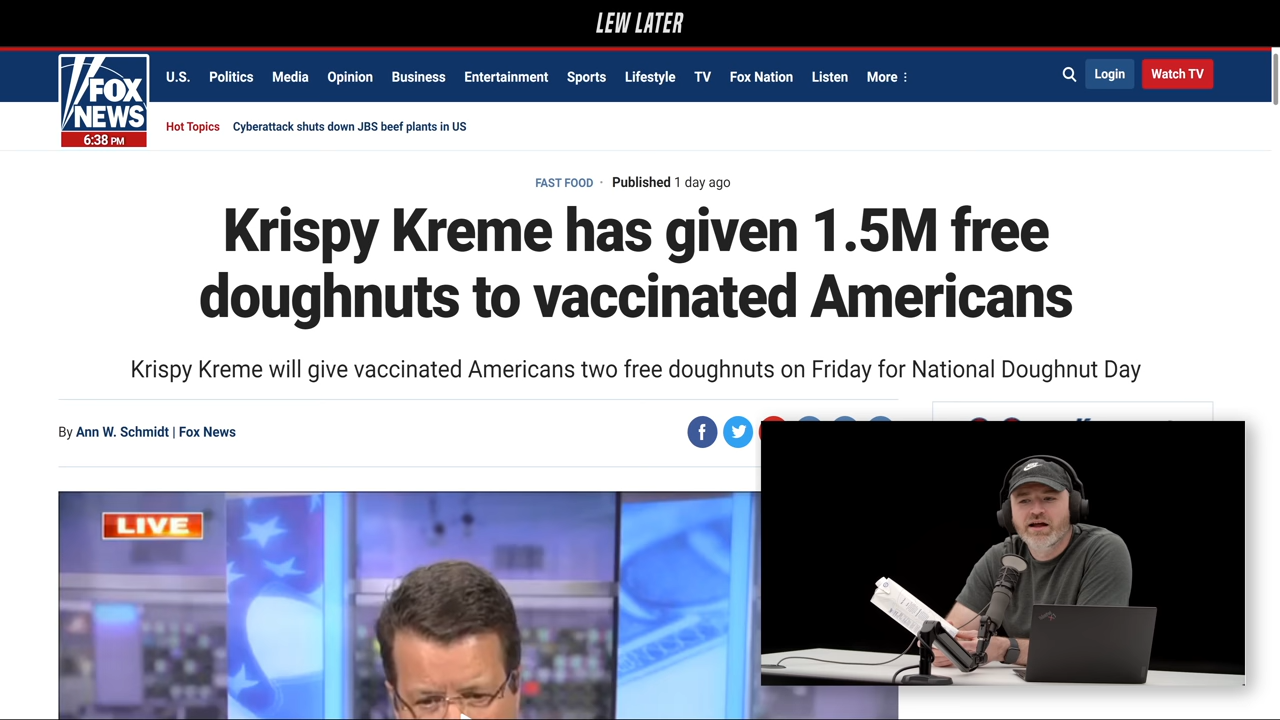 LEW LATER
FOX
NEWS
6:38 PM
U.S. Politics Media Opinion Business Entertainment Sports Lifestyle TV Fox Nation Listen More
Login
Watch TV
Hot Topics Cyberattack shuts down JBS beef plants in US
FAST FOOD · Published 1 day ago
Krispy Kreme has given 1.5M free
doughnuts to vaccinated Americans
Krispy Kreme will give vaccinated Americans two free doughnuts on Friday for National Doughnut Day
By Ann W. Schmidt | Fox News
LIVE